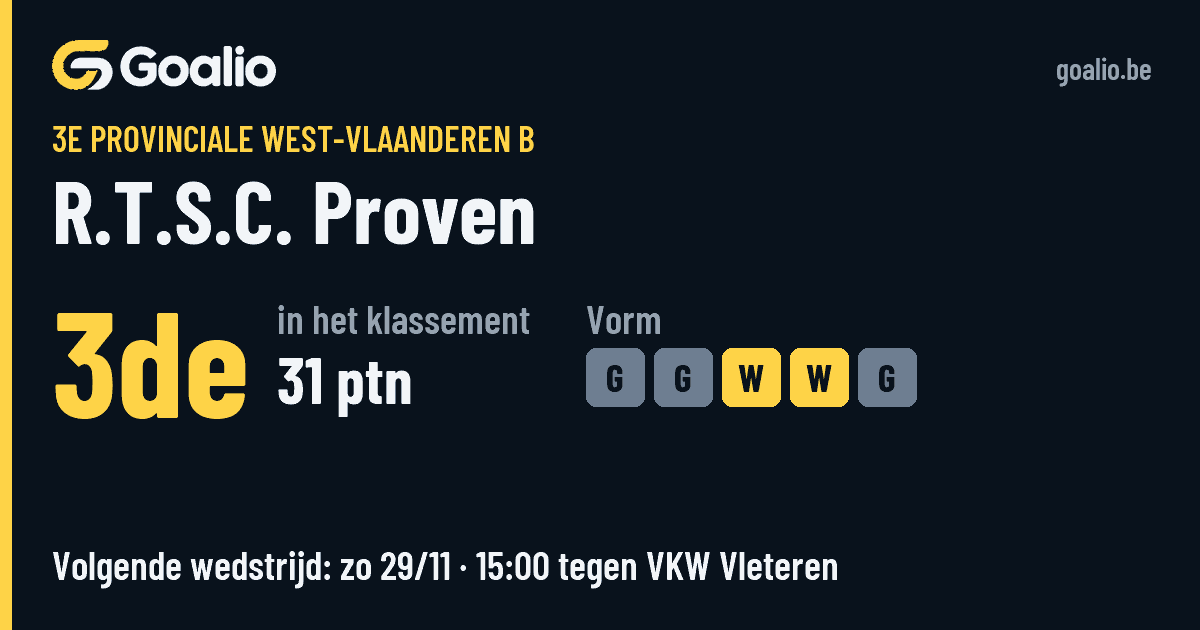 Goalio
goalio.be
3E PROVINCIALE WEST-VLAANDEREN B
R.T.S.C. Proven
3de
in het klassement
31 ptn
Vorm
G G W W G
Volgende wedstrijd: zo 29/11 · 15:00 tegen VKW Vleteren